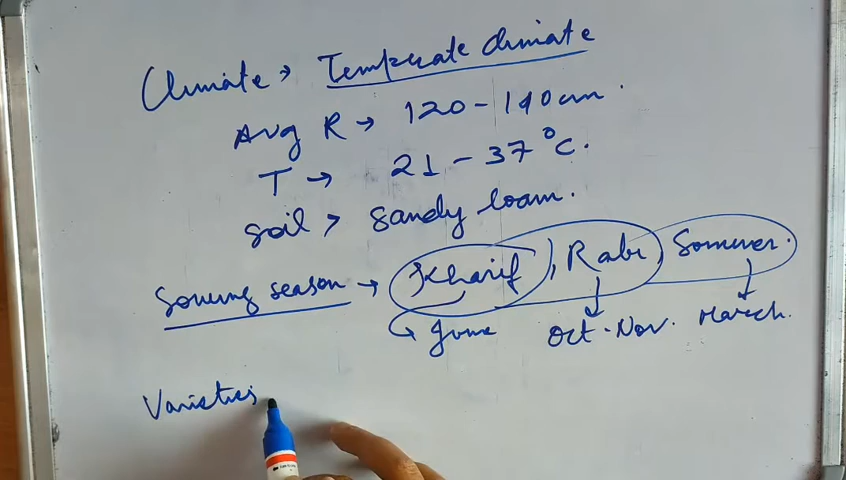 Climate → Temperate climate
Avg R → 120 - 140 cm.
T → 21 - 37°C.
Soil → Sandy loam.
Sowing season → Kharif, Rabi, Summer.
June Oct - Nov. March.
Varieties